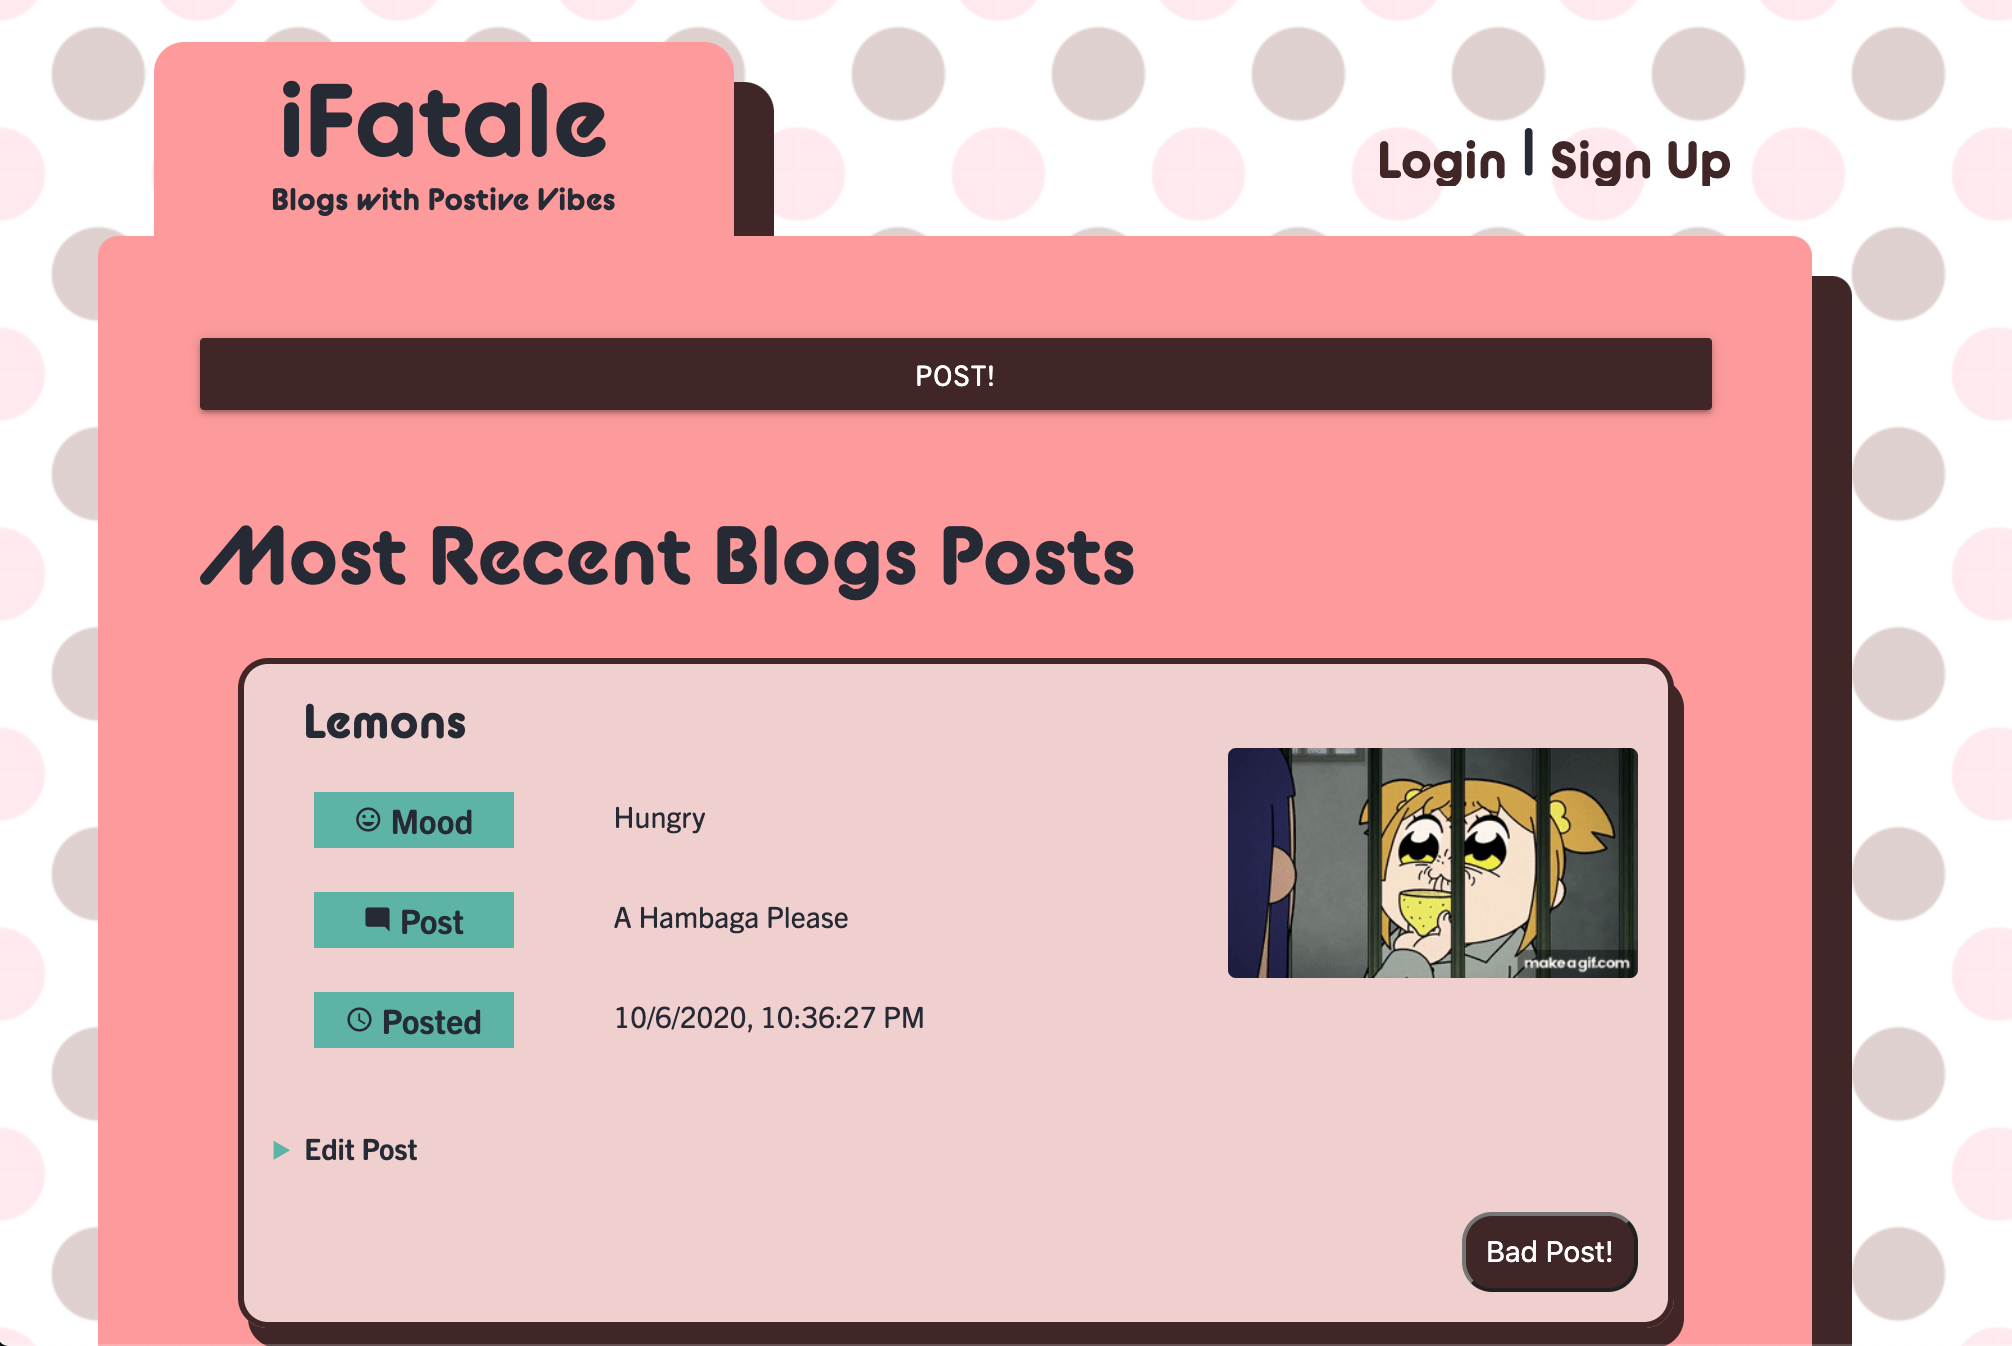 iFatale
Blogs with Postive Vibes
Login | Sign Up
POST!
Most Recent Blogs Posts
Lemons
Mood
Hungry
Post
A Hambaga Please
Posted
10/6/2020, 10:36:27 PM
makeagif.com
Edit Post
Bad Post!